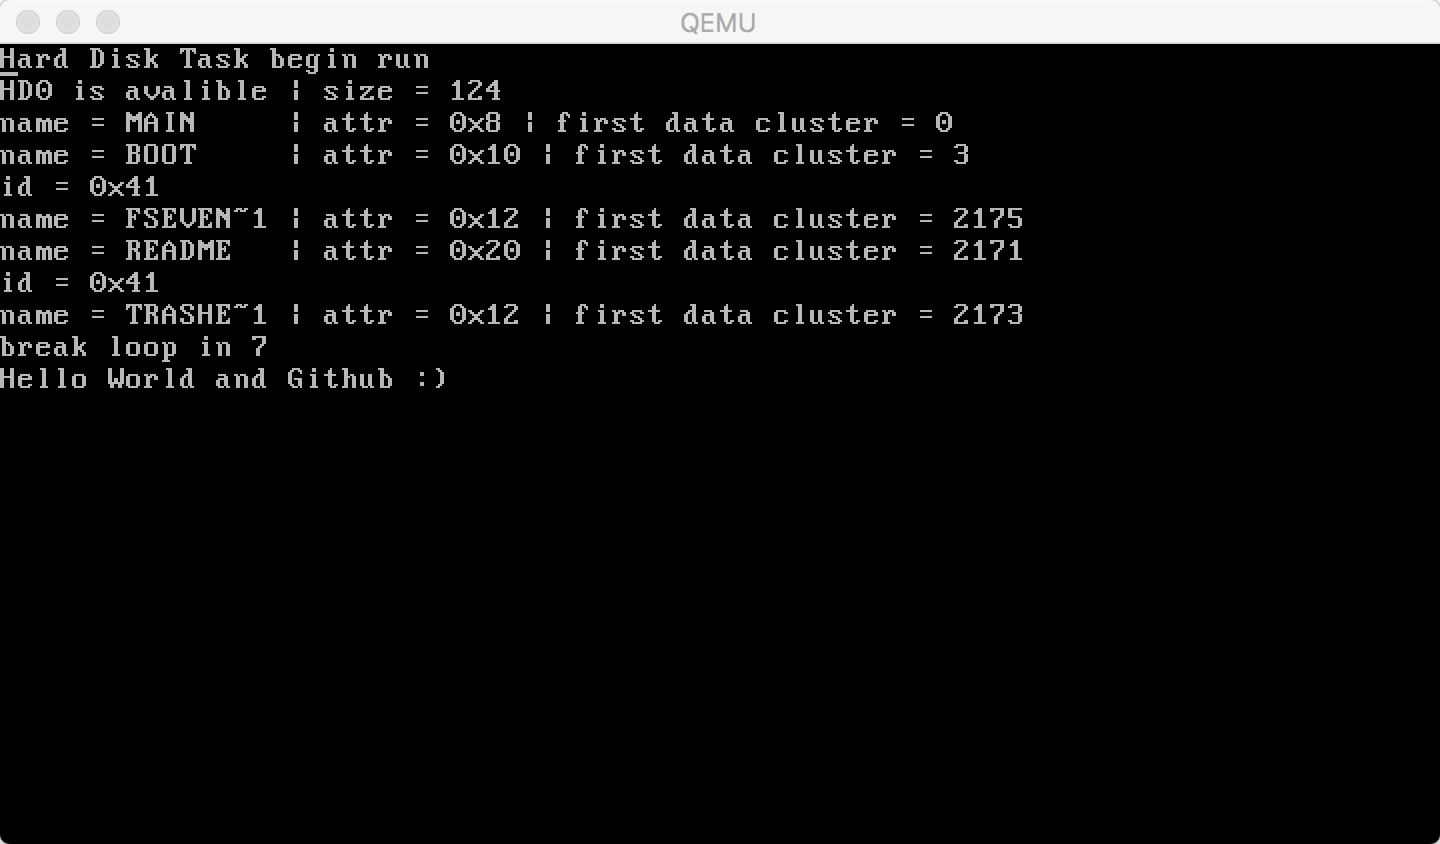 QEMU
Hard Disk Task begin run
HD0 is avalible | size = 124
name = MAIN     | attr = 0x8 | first data cluster = 0
name = BOOT     | attr = 0x10 | first data cluster = 3
id = 0x41
name = FSEVEN~1 | attr = 0x12 | first data cluster = 2175
name = README   | attr = 0x20 | first data cluster = 2171
id = 0x41
name = TRASHE~1 | attr = 0x12 | first data cluster = 2173
break loop in 7
Hello World and Github :)